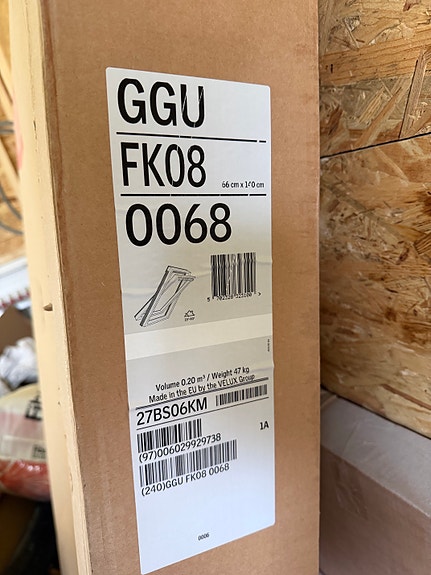 GGU
FK08 66 cm x 140 cm
0068
Volume 0.20 m³ / Weight 47 kg
Made in the EU by the VELUX Group
27BS06KM
1A
(97)006029929738
(240)GGU FK08 0068
0006